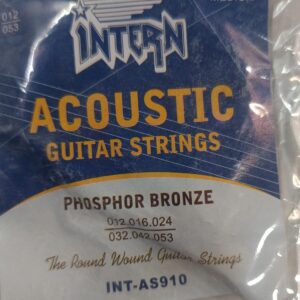 012
053
INTERN
ACOUSTIC
GUITAR STRINGS
PHOSPHOR BRONZE
012.016.024
032.042.053
The Round Wound Guitar Strings
INT-AS910